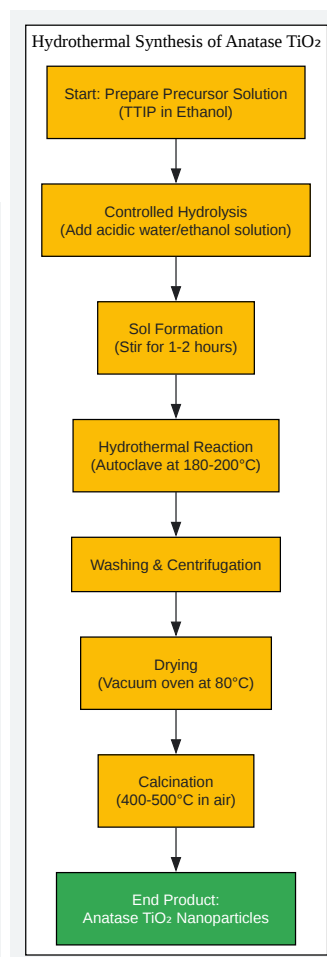 Hydrothermal Synthesis of Anatase TiO₂
Start: Prepare Precursor Solution
(TTIP in Ethanol)
Controlled Hydrolysis
(Add acidic water/ethanol solution)
Sol Formation
(Stir for 1-2 hours)
Hydrothermal Reaction
(Autoclave at 180-200°C)
Washing & Centrifugation
Drying
(Vacuum oven at 80°C)
Calcination
(400-500°C in air)
End Product:
Anatase TiO₂ Nanoparticles